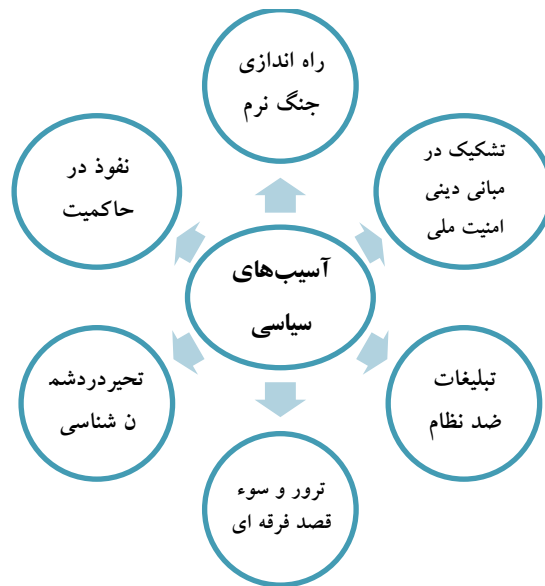 راه اندازی
جنگ نرم
تشکیک در
مبانی دینی
امنیت ملی
تبلیغات
ضد نظام
ترور و سوء
قصد فرقه ای
تحیردردشم
ن شناسی
نفوذ در
حاکمیت
آسیب‌های
سیاسی